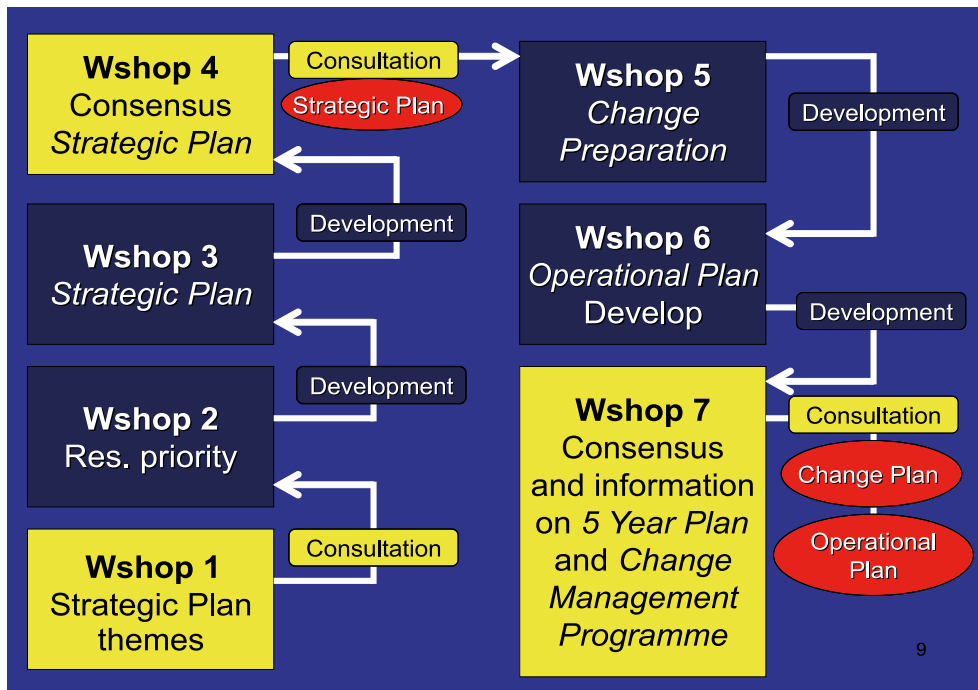 Wshop 4
Consensus
Strategic Plan
Consultation
Strategic Plan
Wshop 5
Change
Preparation
Development
Development
Wshop 3
Strategic Plan
Wshop 6
Operational Plan
Develop
Development
Development
Wshop 2
Res. priority
Wshop 7
Consensus
and information
on 5 Year Plan
and Change
Management
Programme
Consultation
Change Plan
Operational
Plan
Consultation
Wshop 1
Strategic Plan
themes
9